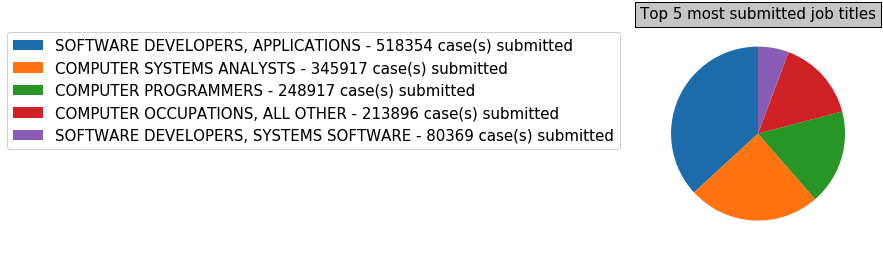 Top 5 most submitted job titles
SOFTWARE DEVELOPERS, APPLICATIONS - 518354 case(s) submitted
COMPUTER SYSTEMS ANALYSTS - 345917 case(s) submitted
COMPUTER PROGRAMMERS - 248917 case(s) submitted
COMPUTER OCCUPATIONS, ALL OTHER - 213896 case(s) submitted
SOFTWARE DEVELOPERS, SYSTEMS SOFTWARE - 80369 case(s) submitted